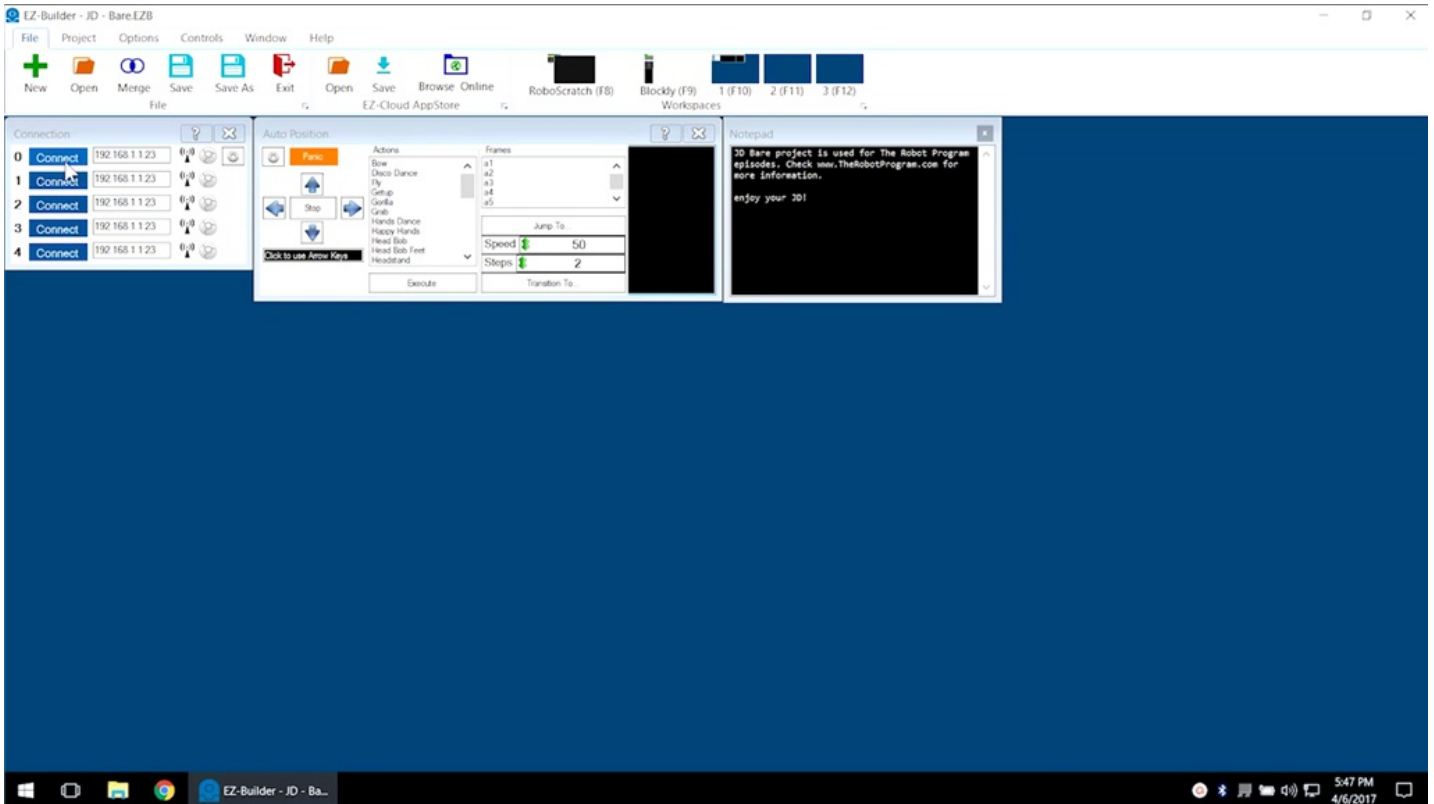 EZ-Builder - JD - Bare.EZB
File Project Options Controls Window Help
New Open Merge Save Save As Exit Open Save Browse Online RoboScratch (F8) Blockly (F9) 1 (F10) 2 (F11) 3 (F12)
File EZ-Cloud AppStore Workspaces
Connection
0 Connect 192.168.1.1:23
1 Connect 192.168.1.1:23
2 Connect 192.168.1.1:23
3 Connect 192.168.1.1:23
4 Connect 192.168.1.1:23
Auto Position
Panic
Stop
Click to use Arrow Keys
Actions
Bow
Disco Dance
Fly
Getup
Gorilla
Grab
Hands Dance
Happy Hands
Head Bob
Head Bob Feet
Headstand
Execute
Frames
a1
a2
a3
a4
a5
Jump To...
Speed 50
Steps 2
Transition To...
Notepad
JD Bare project is used for The Robot Program
episodes. Check www.TheRobotProgram.com for
more information.
enjoy your JD!
EZ-Builder - JD - Ba...
5:47 PM
4/6/2017